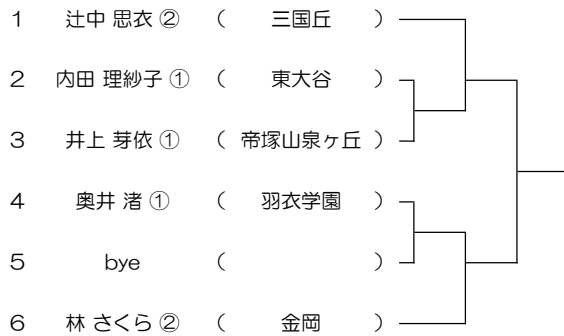 1 辻中 思衣 ② ( 三国丘 )
2 内田 理紗子 ① ( 東大谷 )
3 井上 芽依 ① ( 帝塚山泉ヶ丘 )
4 奥井 渚 ① ( 羽衣学園 )
5 bye ( )
6 林 さくら ② ( 金岡 )